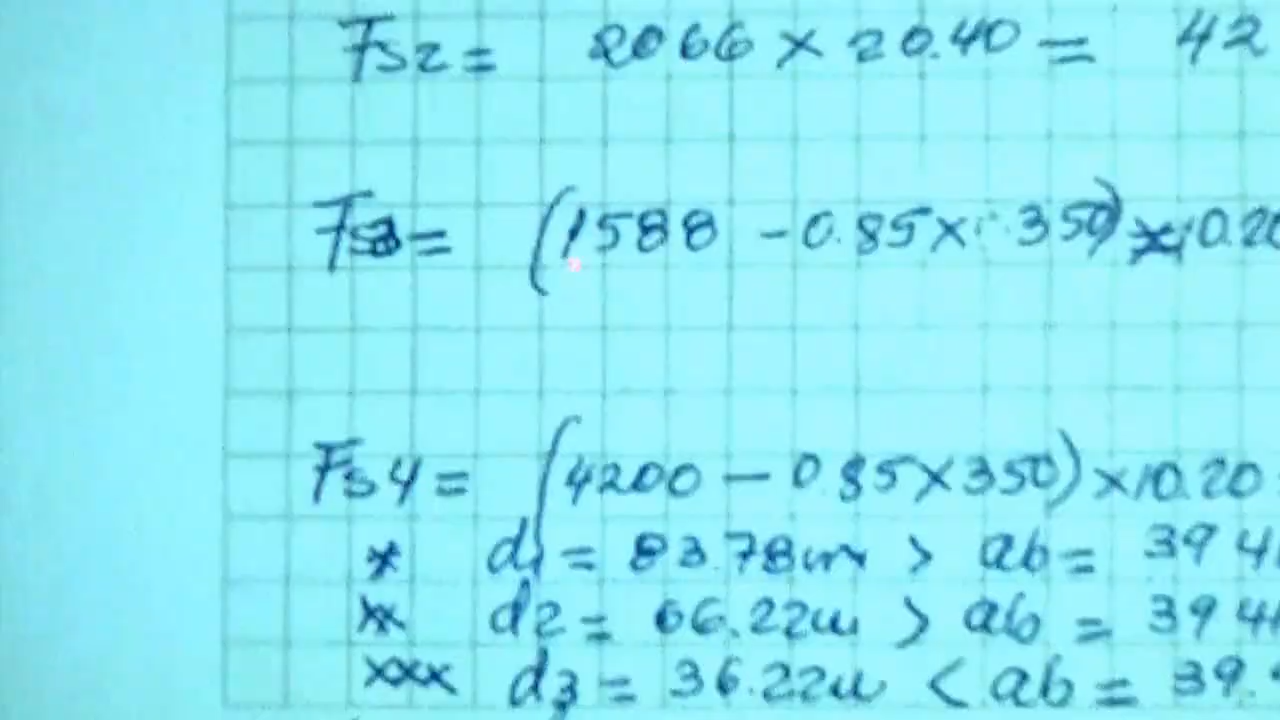 Fs2 = 2066 × 20.40 = 42
Fs3 = (1588 - 0.85 × 350) × 10.20
Fs4 = (4200 - 0.85 × 350) × 10.20
* d1 = 83.78cm > ab = 39.4
** d2 = 66.22cm > ab = 39.4
*** d3 = 36.22cm < ab = 39.